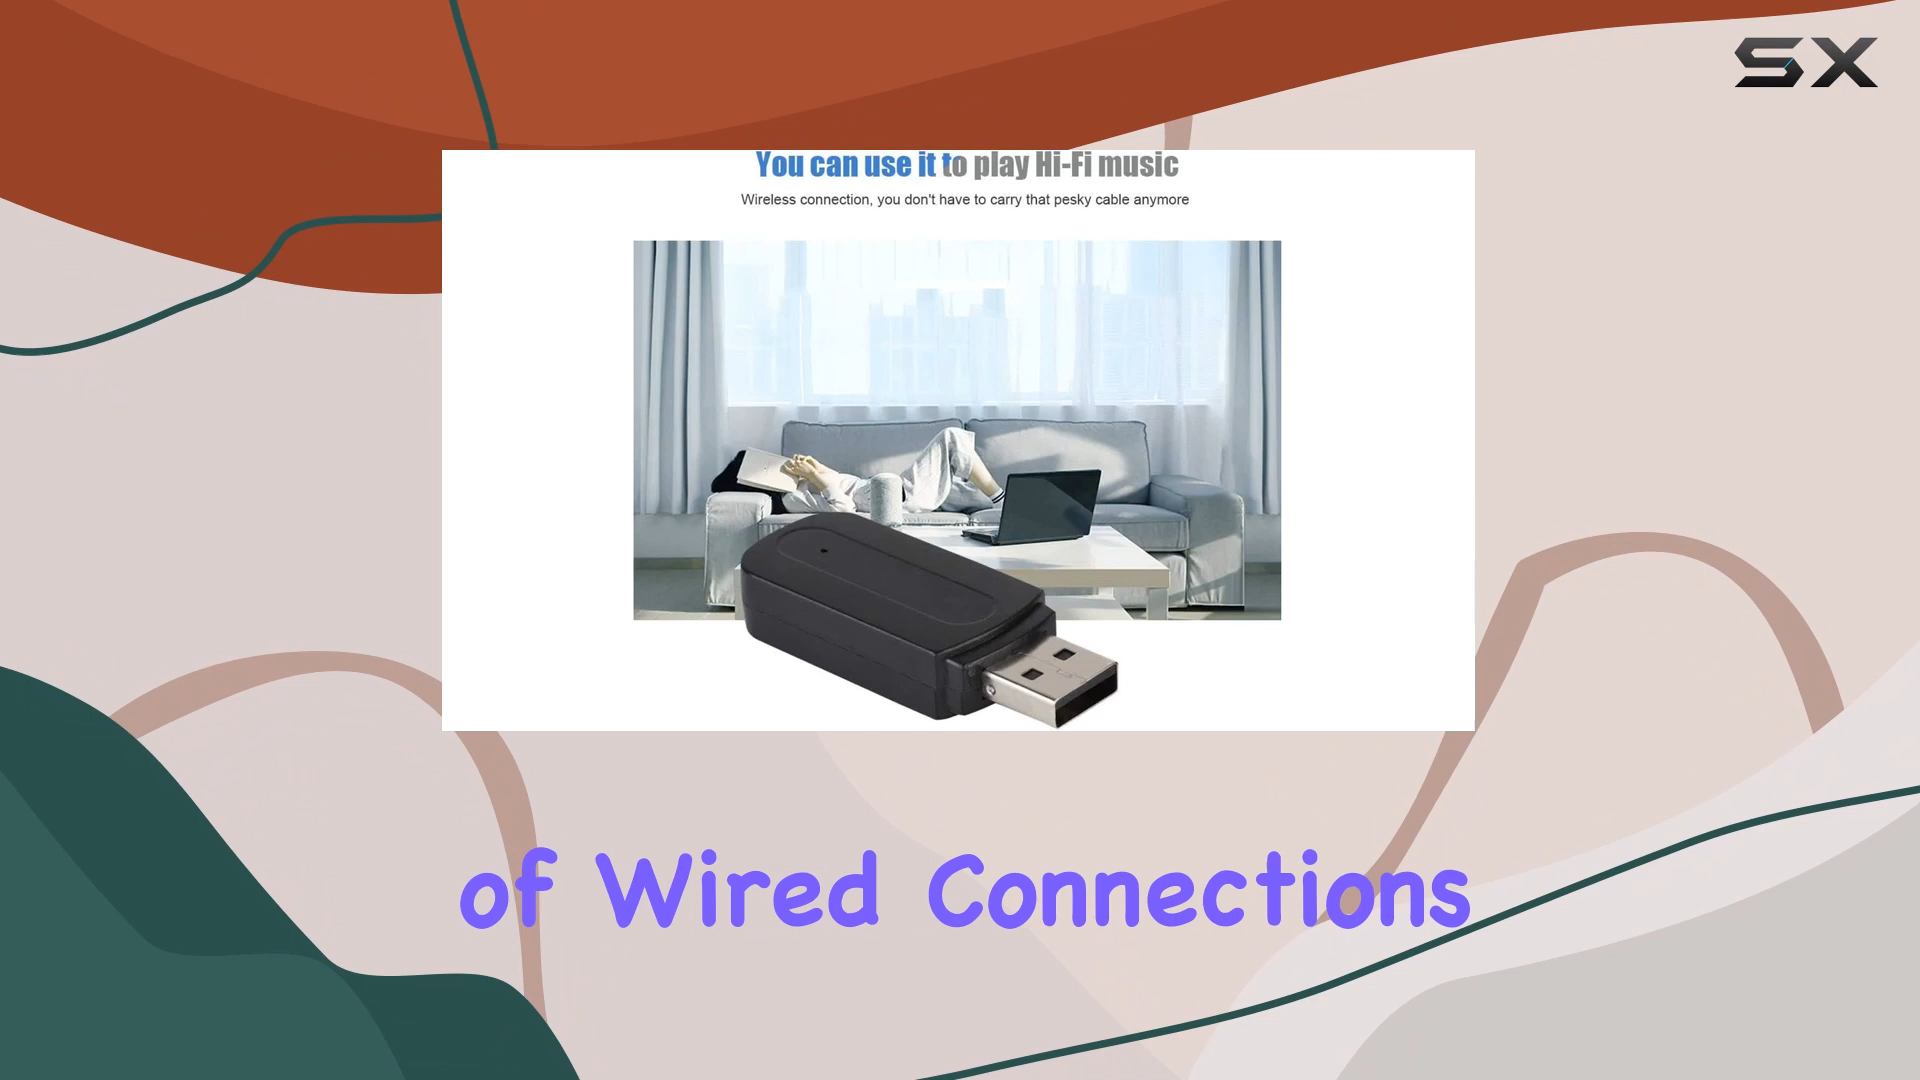 SX
You can use it to play Hi-Fi music
Wireless connection, you don't have to carry that pesky cable anymore
of Wired Connections